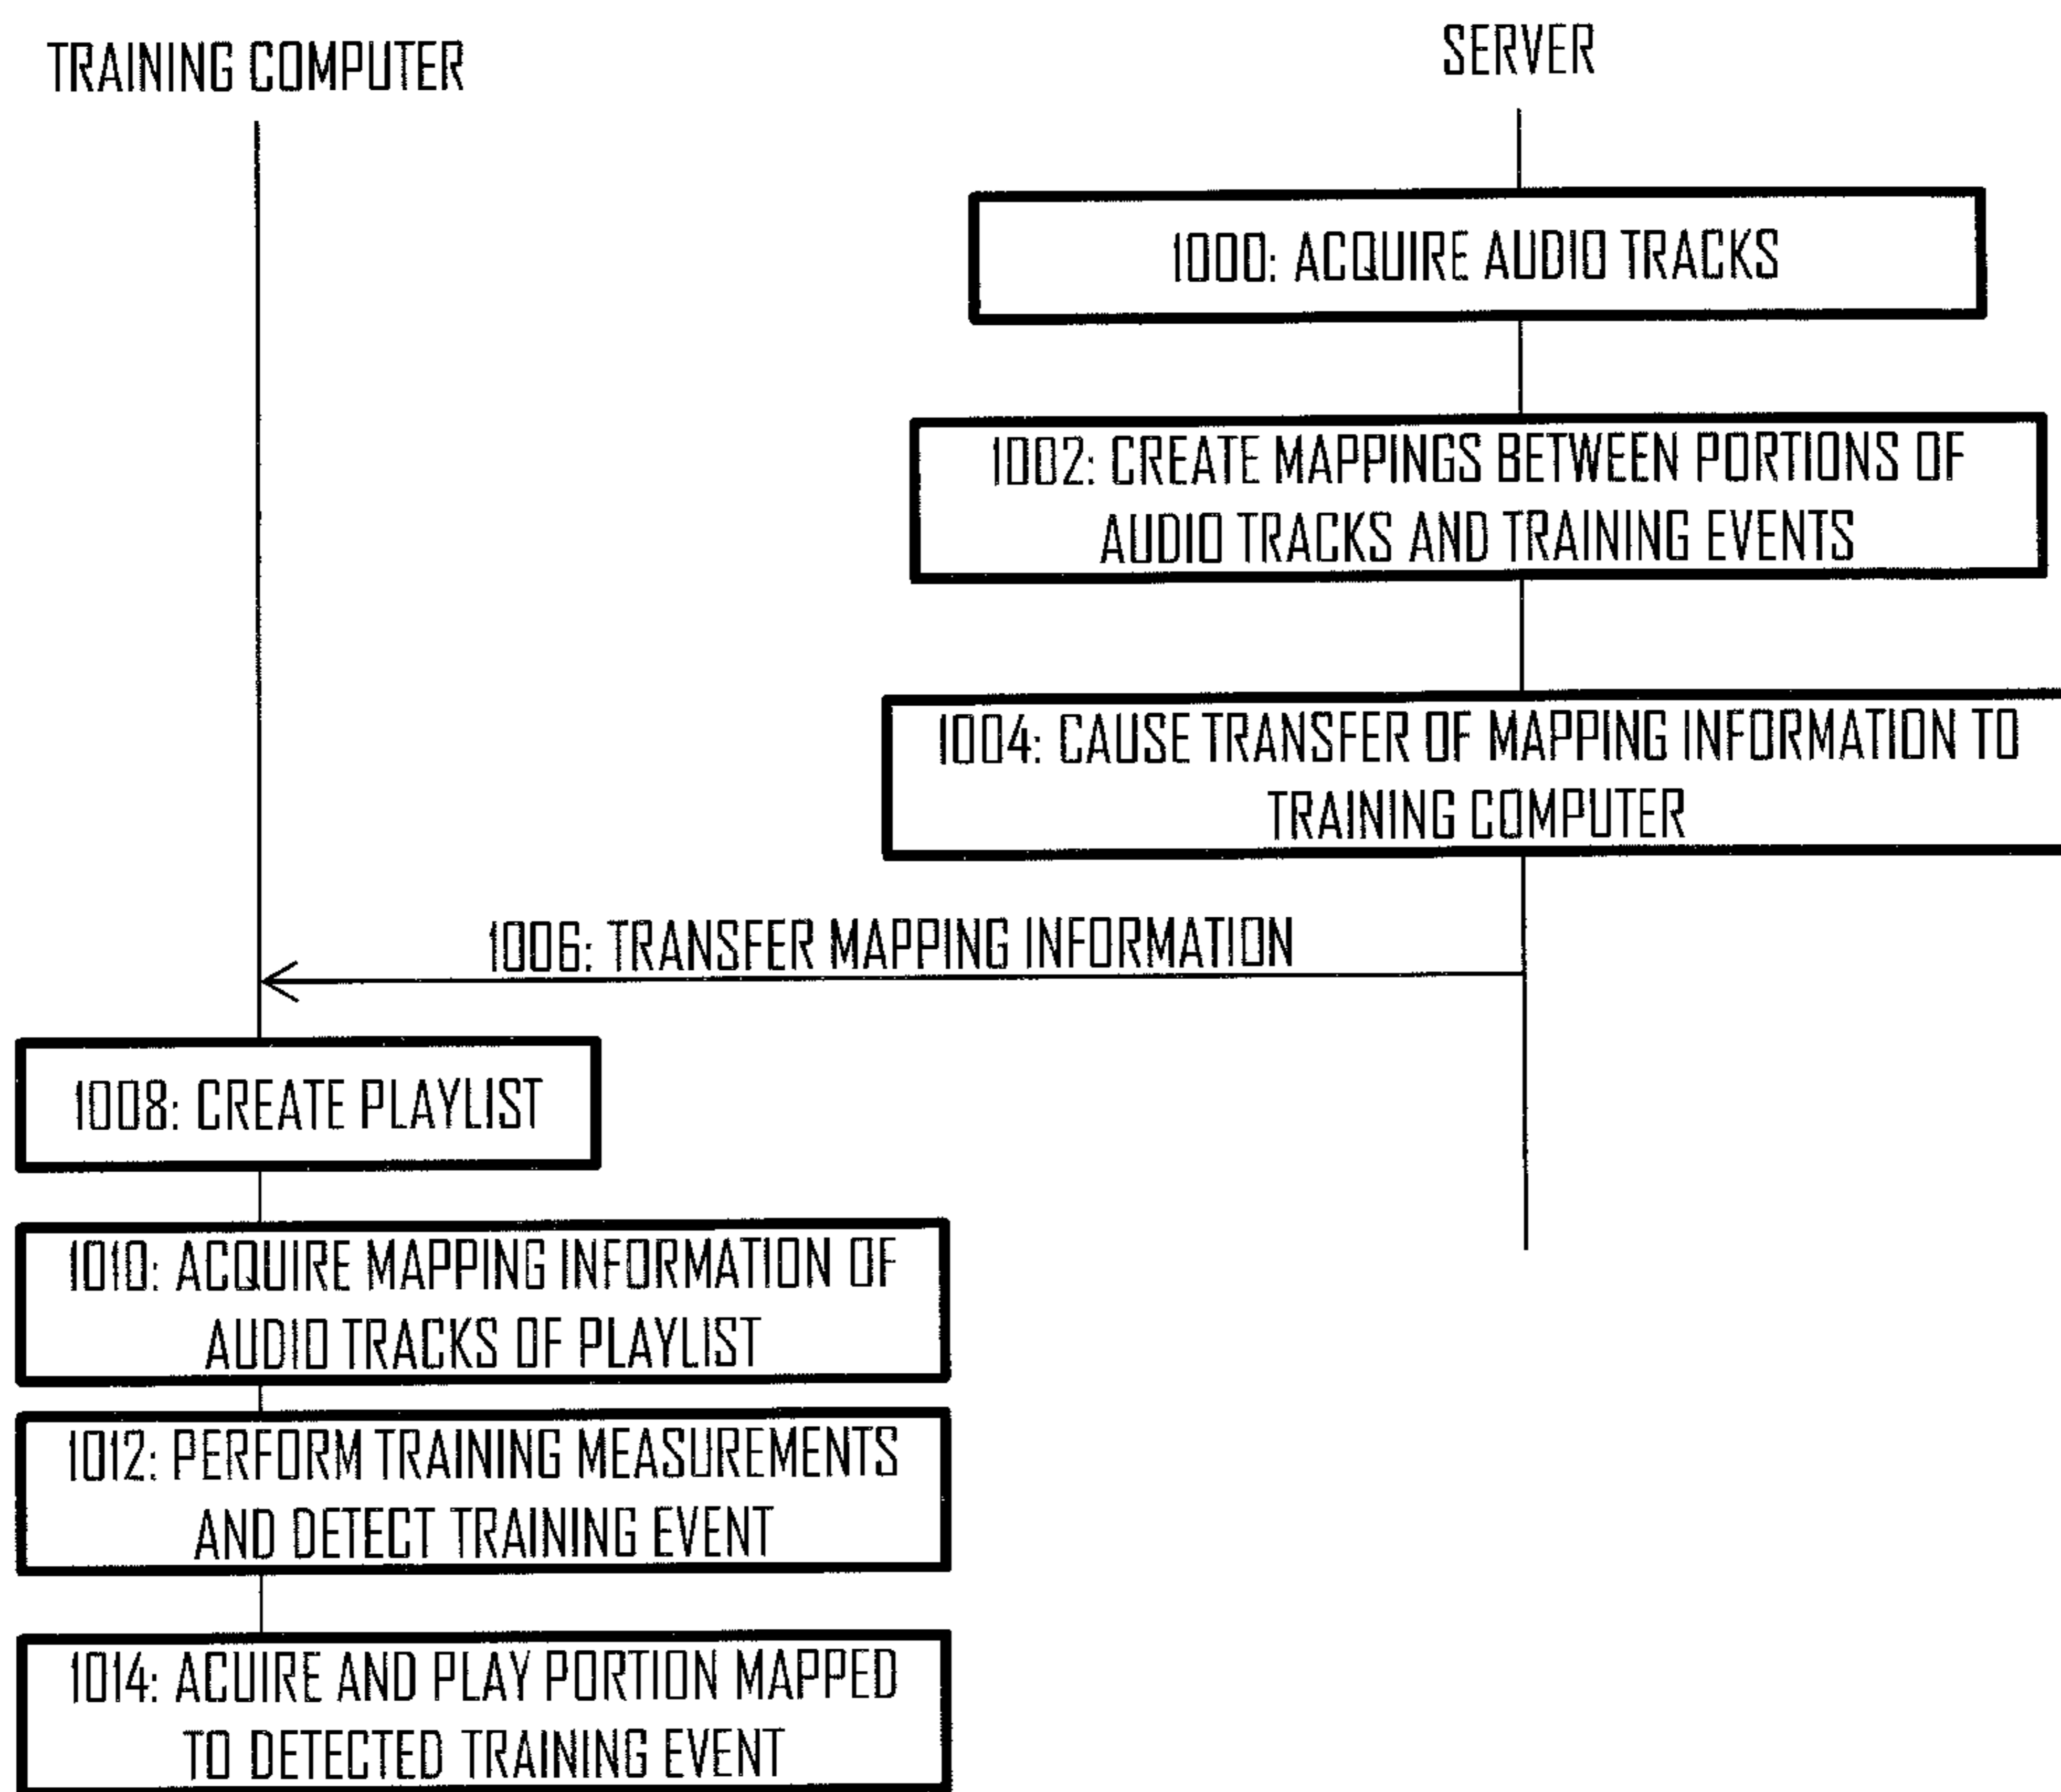 TRAINING COMPUTER
SERVER
1000: ACQUIRE AUDIO TRACKS
1002: CREATE MAPPINGS BETWEEN PORTIONS OF
AUDIO TRACKS AND TRAINING EVENTS
1004: CAUSE TRANSFER OF MAPPING INFORMATION TO
TRAINING COMPUTER
1006: TRANSFER MAPPING INFORMATION
1008: CREATE PLAYLIST
1010: ACQUIRE MAPPING INFORMATION OF
AUDIO TRACKS OF PLAYLIST
1012: PERFORM TRAINING MEASUREMENTS
AND DETECT TRAINING EVENT
1014: ACUIRE AND PLAY PORTION MAPPED
TO DETECTED TRAINING EVENT